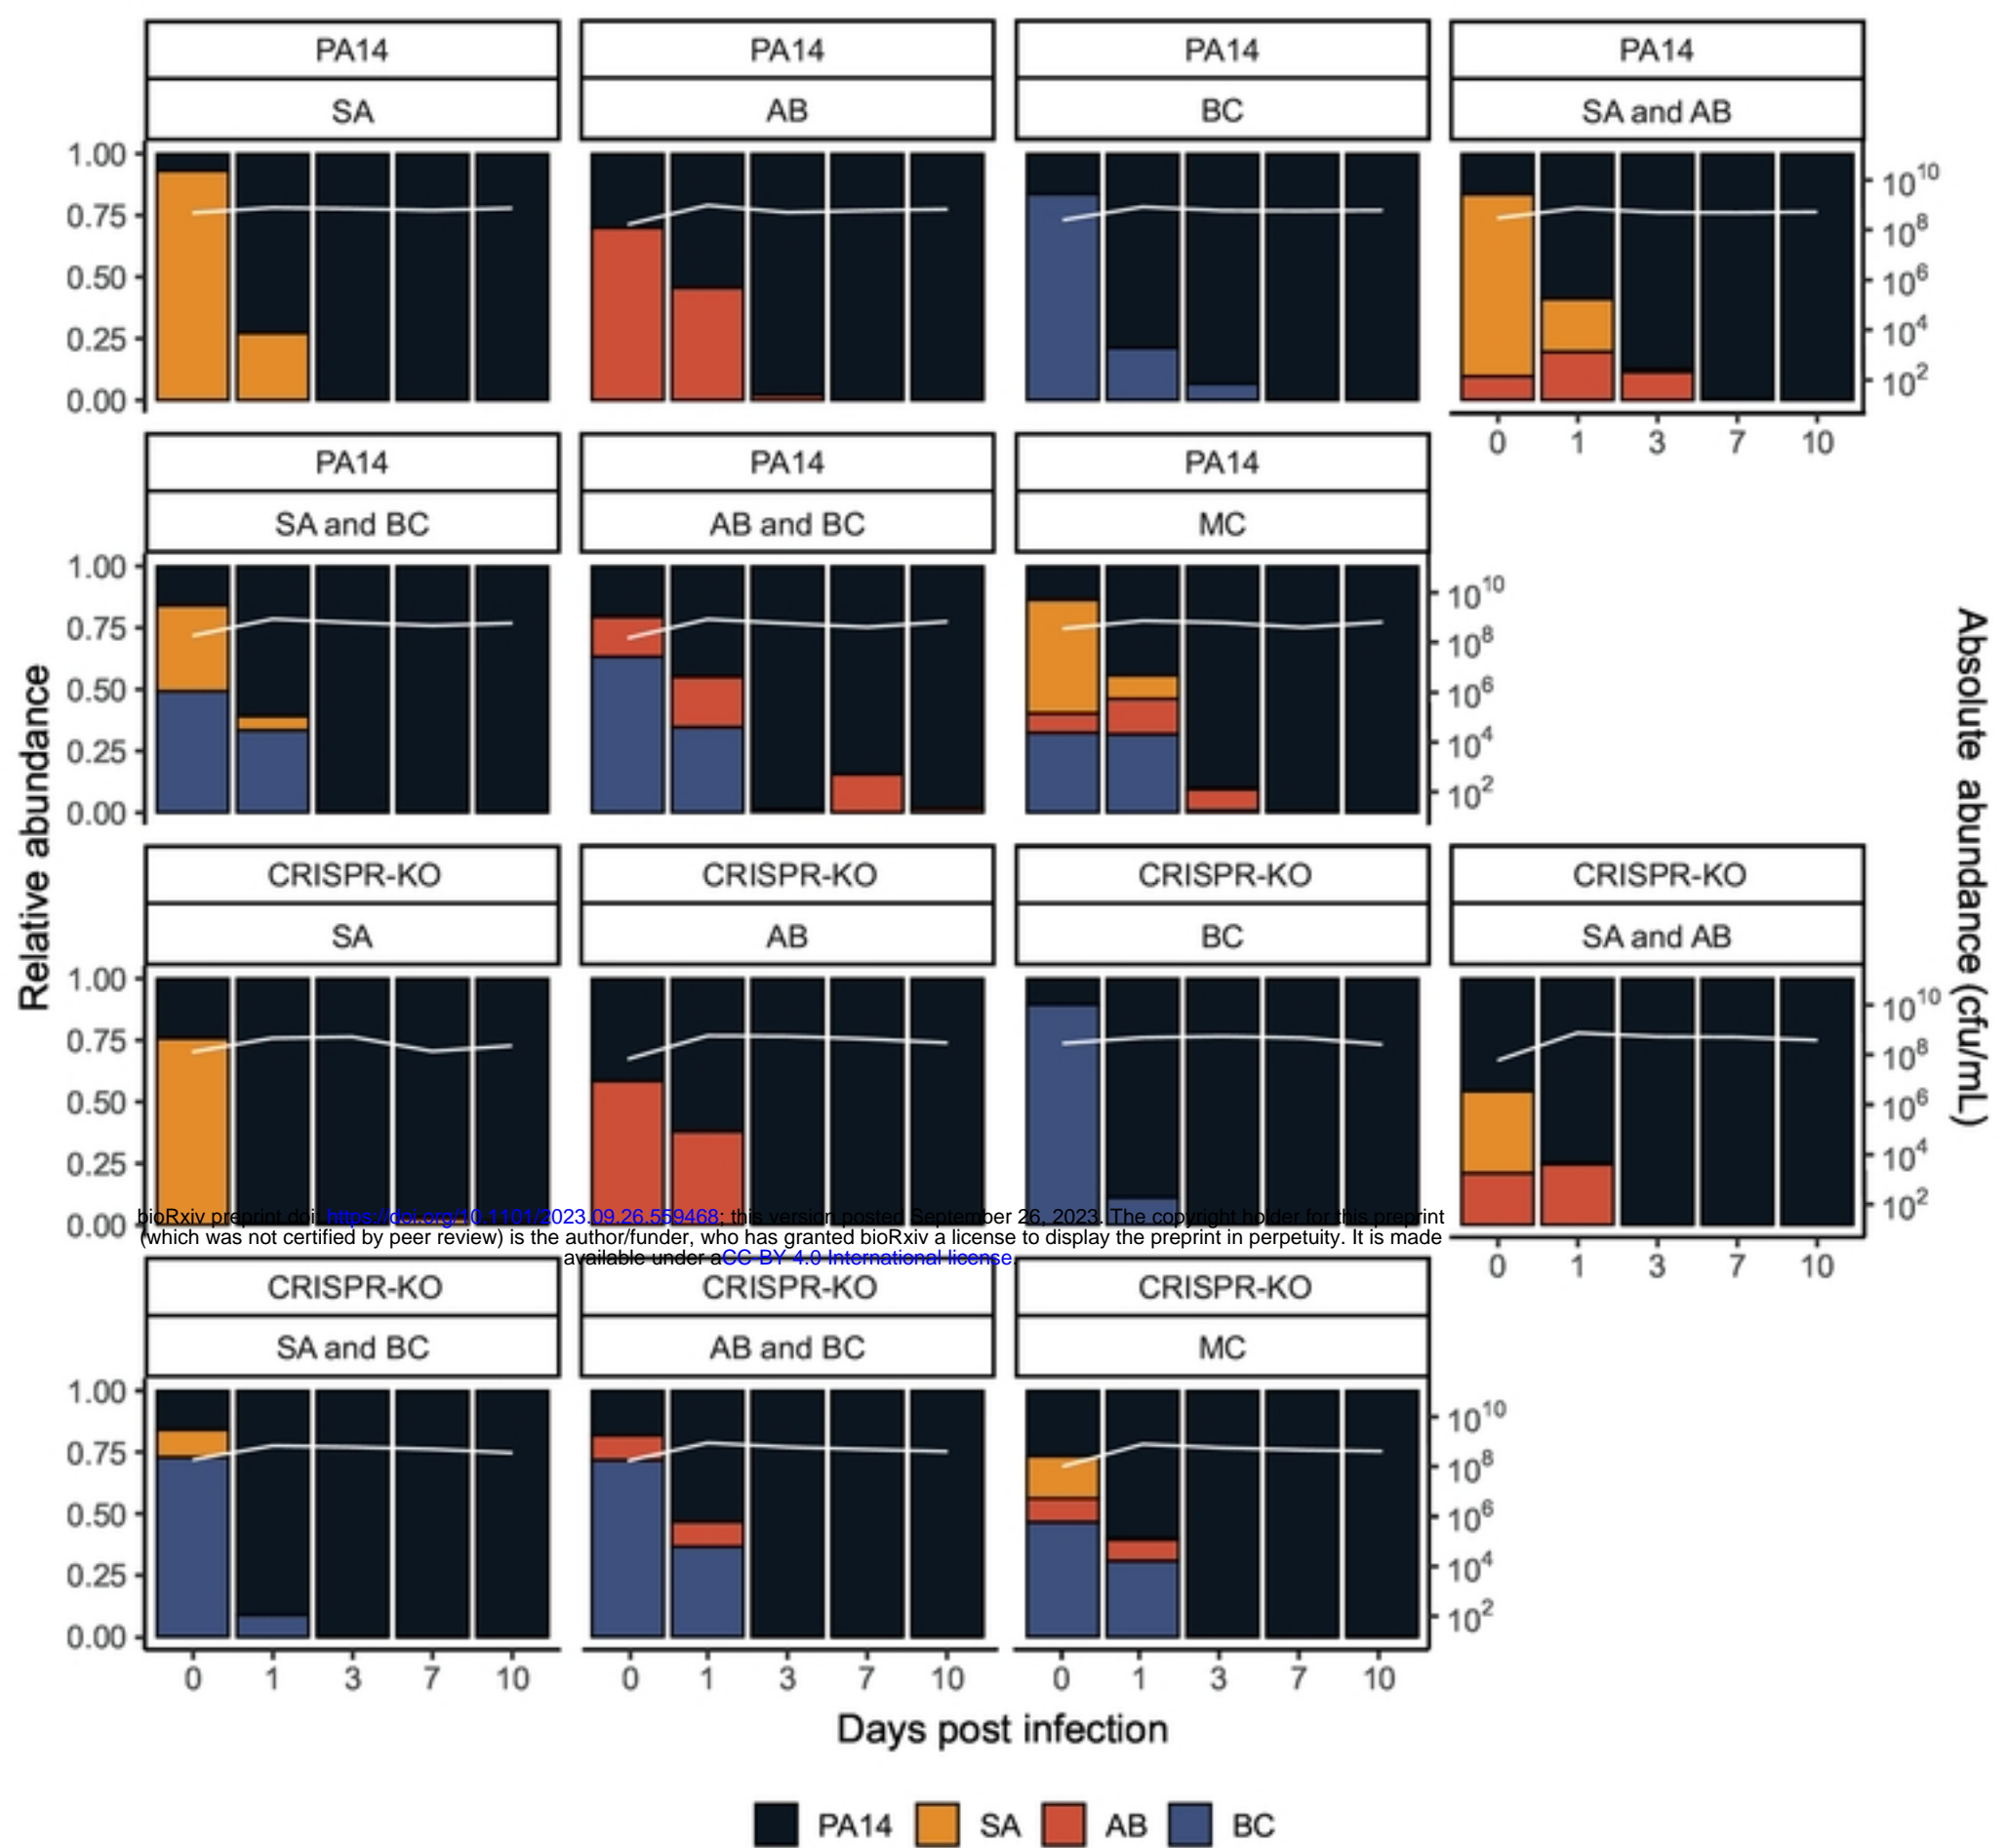 PA14 PA14 PA14 PA14
SA AB BC SA and AB
1.00
0.75
0.50
0.25
0.00
10^10
10^8
10^6
10^4
10^2
0 1 3 7 10
PA14 PA14 PA14
SA and BC AB and BC MC
1.00
0.75
0.50
0.25
0.00
10^10
10^8
10^6
10^4
10^2
Relative abundance
Absolute abundance (cfu/mL)
CRISPR-KO CRISPR-KO CRISPR-KO CRISPR-KO
SA AB BC SA and AB
1.00
0.75
0.50
0.25
0.00
10^10
10^8
10^6
10^4
10^2
0 1 3 7 10
bioRxiv preprint doi: https://doi.org/10.1101/2023.09.26.559468; this version posted September 26, 2023. The copyright holder for this preprint
(which was not certified by peer review) is the author/funder, who has granted bioRxiv a license to display the preprint in perpetuity. It is made
available under aCC-BY 4.0 International license.
CRISPR-KO CRISPR-KO CRISPR-KO
SA and BC AB and BC MC
1.00
0.75
0.50
0.25
0.00
10^10
10^8
10^6
10^4
10^2
0 1 3 7 10 0 1 3 7 10 0 1 3 7 10
Days post infection
PA14 SA AB BC